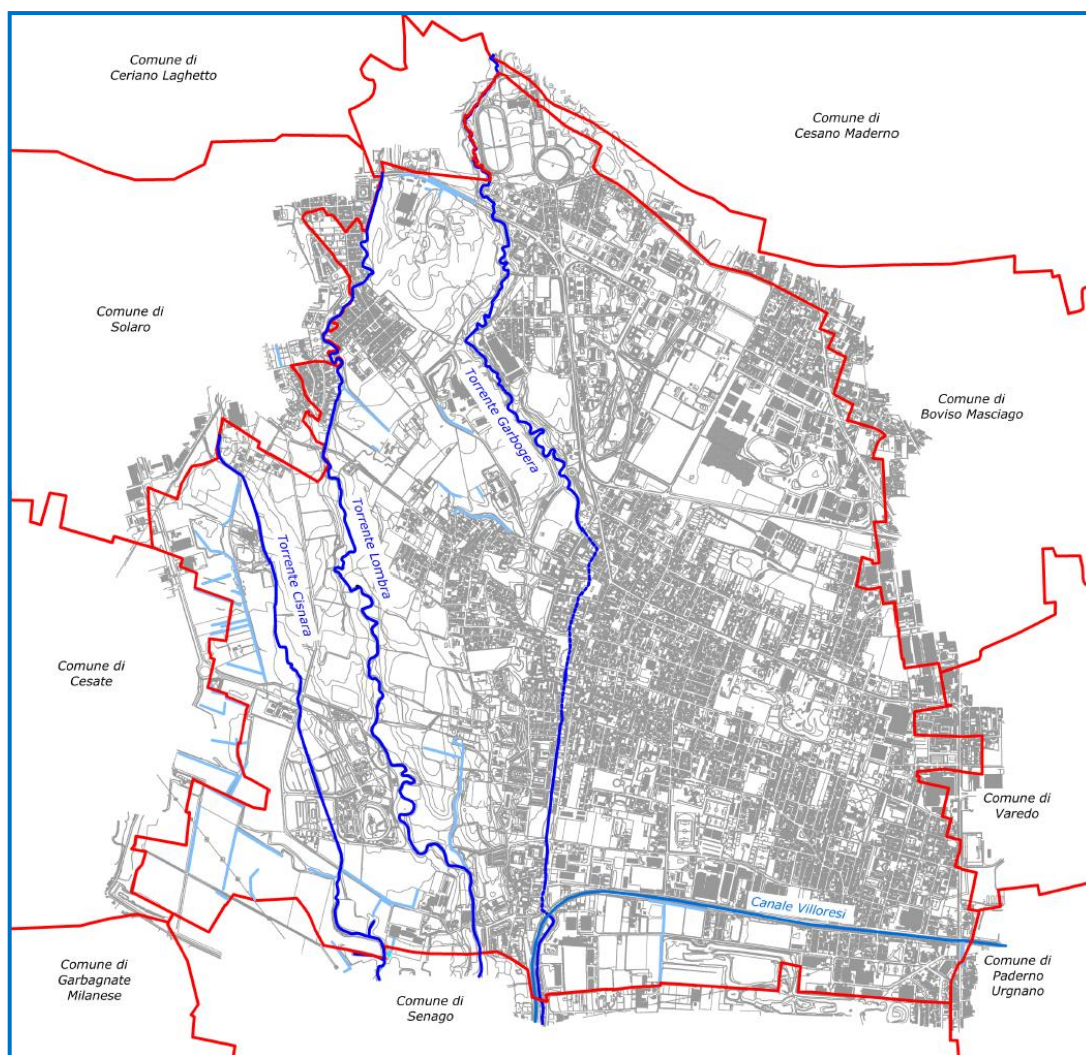 Comune di
Ceriano Laghetto
Comune di
Cesano Maderno
Comune di
Solaro
Comune di
Boviso Masciago
Torrente Garbogera
Torrente Lombra
Torrente Cisnara
Comune di
Cesate
Comune di
Varedo
Canale Villoresi
Comune di
Garbagnate
Milanese
Comune di
Senago
Comune di
Paderno
Urgnano